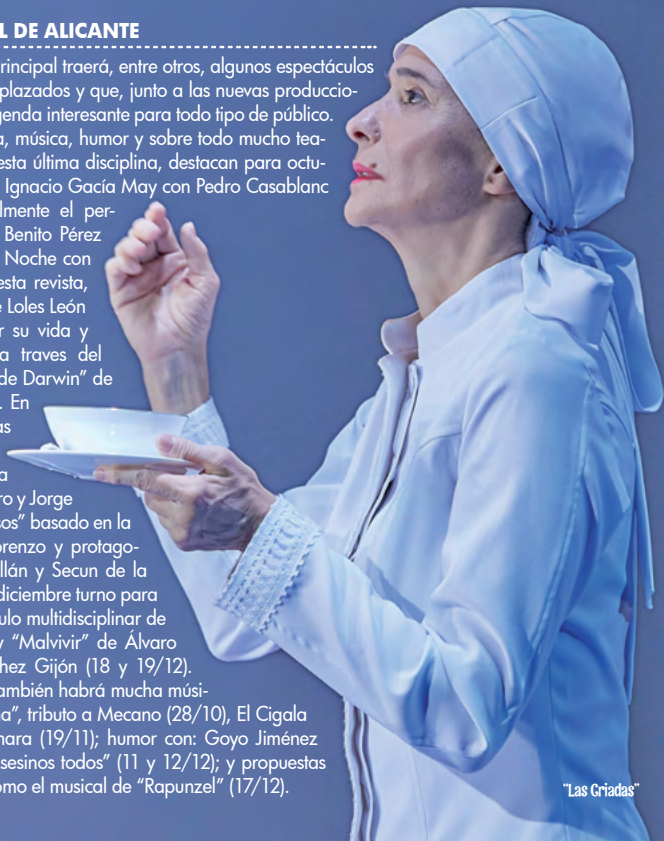 L DE ALICANTE
rincipal traerá, entre otros, algunos espectáculos
plazados y que, junto a las nuevas produccio-
genda interesante para todo tipo de público.
a, música, humor y sobre todo mucho tea-
esta última disciplina, destacan para octu-
Ignacio Gacía May con Pedro Casablanc
lmente el per-
Benito Pérez
Noche con
esta revista,
e Loles León
r su vida y
a traves del
de Darwin” de
. En
as
a
ro y Jorge
sos” basado en la
orenzo y protago-
llán y Secun de la
diciembre turno para
ulo multidisciplinar de
y “Malvivir” de Álvaro
hez Gijón (18 y 19/12).
ambién habrá mucha músi-
na”, tributo a Mecano (28/10), El Cigala
nara (19/11); humor con: Goyo Jiménez
sesinos todos” (11 y 12/12); y propuestas
omo el musical de “Rapunzel” (17/12).
“Las Criadas”